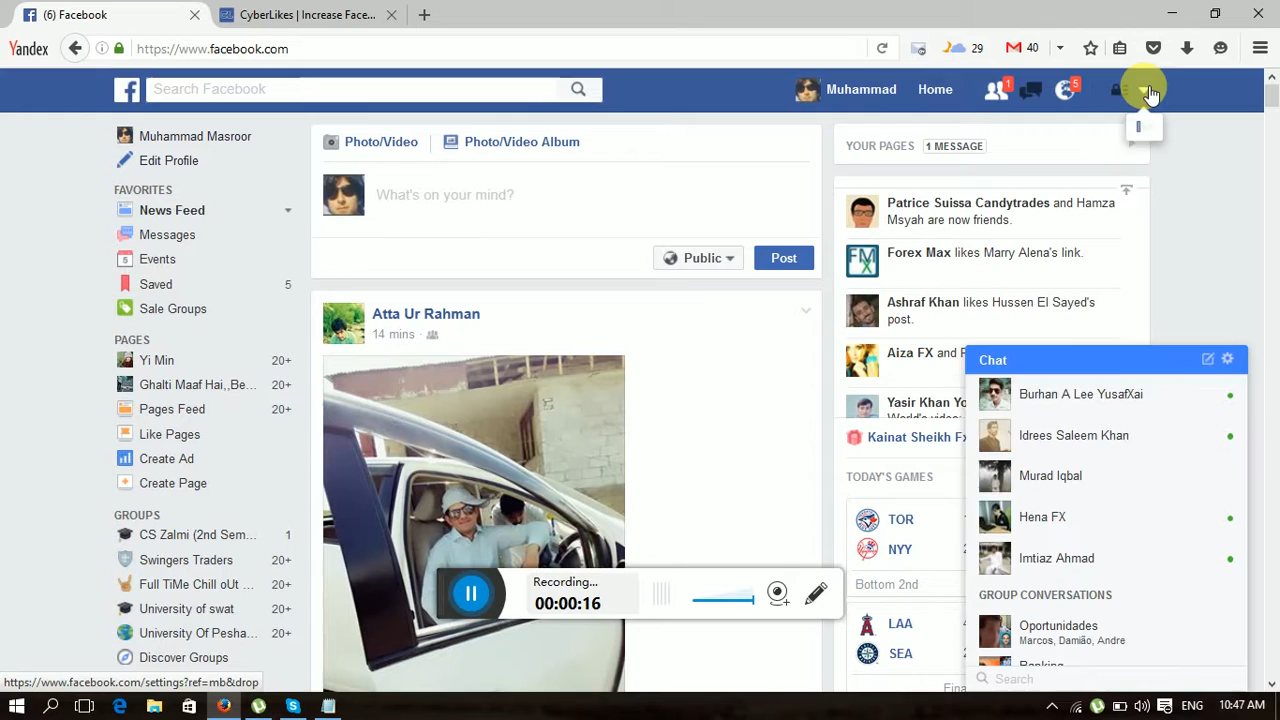 (6) Facebook
CyberLikes | Increase Face...
Yandex
https://www.facebook.com
29
40
Search Facebook
Muhammad
Home
1
5
Muhammad Masroor
Edit Profile
FAVORITES
News Feed
Messages
Events
Saved 5
Sale Groups
PAGES
Yi Min 20+
Ghalti Maaf Hai,,Be... 20+
Pages Feed 20+
Like Pages
Create Ad
Create Page
GROUPS
CS Zalmi (2nd Sem... 1
Swingers Traders 20+
Full TiMe Chill oUt ... 20+
University of swat 20+
University Of Pesha... 20+
Discover Groups
https://www.facebook.com/settings?ref=mb&drop
Photo/Video
Photo/Video Album
What's on your mind?
Public
Post
Atta Ur Rahman
14 mins
Recording...
00:00:16
YOUR PAGES 1 MESSAGE
Patrice Suissa Candytrades and Hamza
Msyah are now friends.
Forex Max likes Marry Alena's link.
Ashraf Khan likes Hussen El Sayed's
post.
Aiza FX and
Yasir Khan Yo
World's video:
Kainat Sheikh Fx
TODAY'S GAMES
TOR
NYY
Bottom 2nd
LAA
SEA
Chat
Burhan A Lee YusafXai
Idrees Saleem Khan
Murad Iqbal
Hena FX
Imtiaz Ahmad
GROUP CONVERSATIONS
Oportunidades
Marcos, Damião, Andre
Search
ENG
10:47 AM